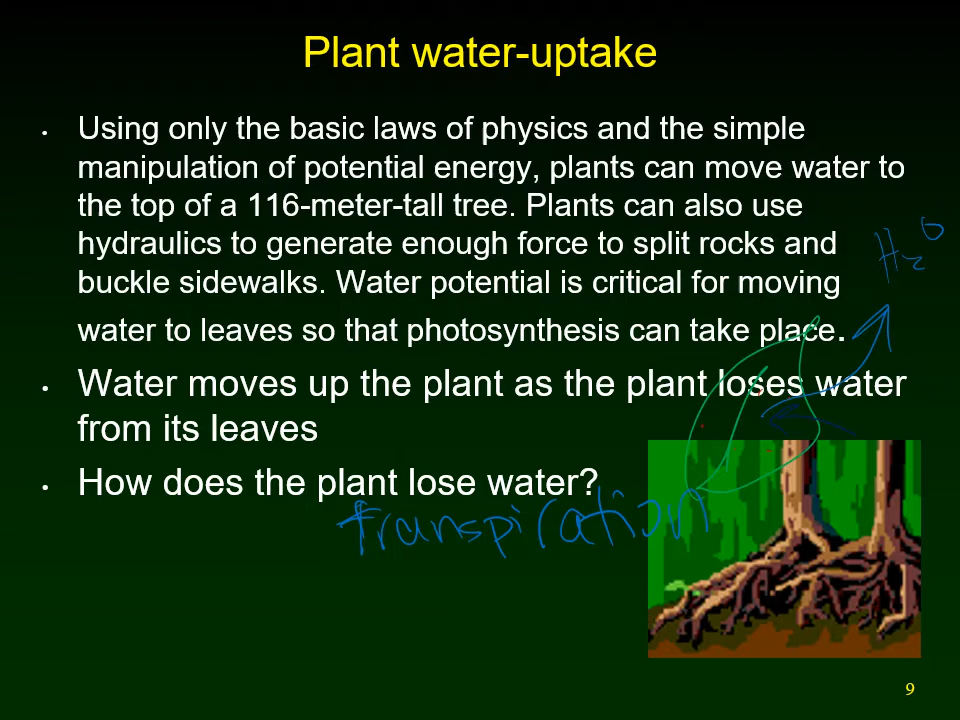 Plant water-uptake
• Using only the basic laws of physics and the simple
manipulation of potential energy, plants can move water to
the top of a 116-meter-tall tree. Plants can also use
hydraulics to generate enough force to split rocks and
buckle sidewalks. Water potential is critical for moving
water to leaves so that photosynthesis can take place.
H2O
• Water moves up the plant as the plant loses water
from its leaves
• How does the plant lose water?
transpiration
9